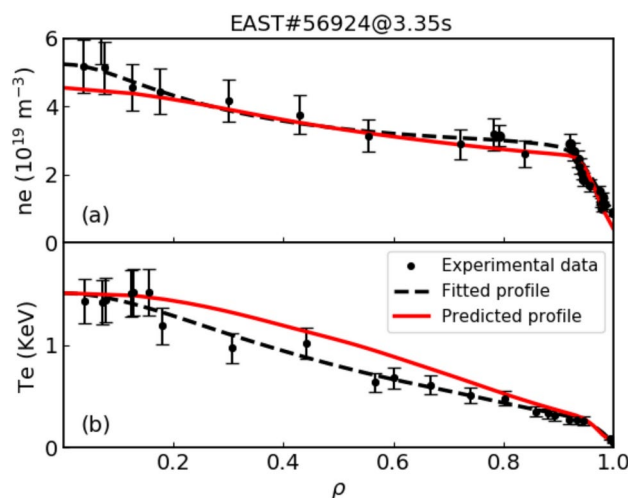 EAST#56924@3.35s
6
4
2
0
ne (10¹⁹ m⁻³)
(a)
Experimental data
Fitted profile
Predicted profile
1
0
Te (KeV)
(b)
0.2 0.4 0.6 0.8 1.0
ρ